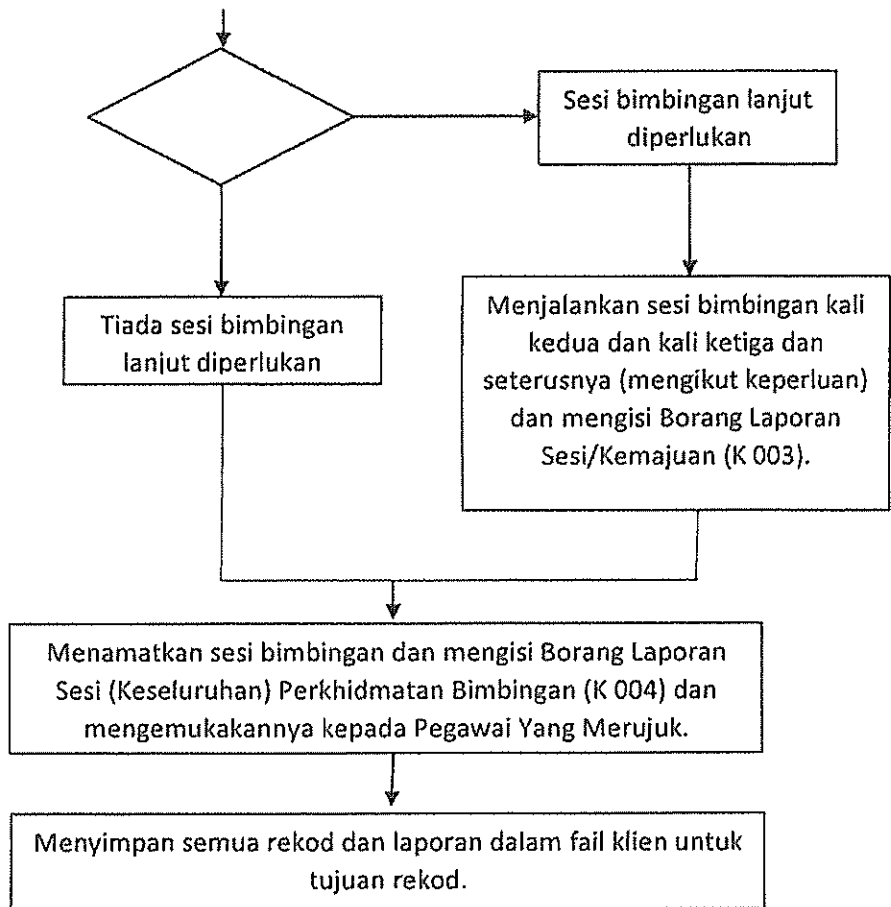 Sesi bimbingan lanjut
diperlukan
Tiada sesi bimbingan
lanjut diperlukan
Menjalankan sesi bimbingan kali
kedua dan kali ketiga dan
seterusnya (mengikut keperluan)
dan mengisi Borang Laporan
Sesi/Kemajuan (K 003).
Menamatkan sesi bimbingan dan mengisi Borang Laporan
Sesi (Keseluruhan) Perkhidmatan Bimbingan (K 004) dan
mengemukakannya kepada Pegawai Yang Merujuk.
Menyimpan semua rekod dan laporan dalam fail klien untuk
tujuan rekod.